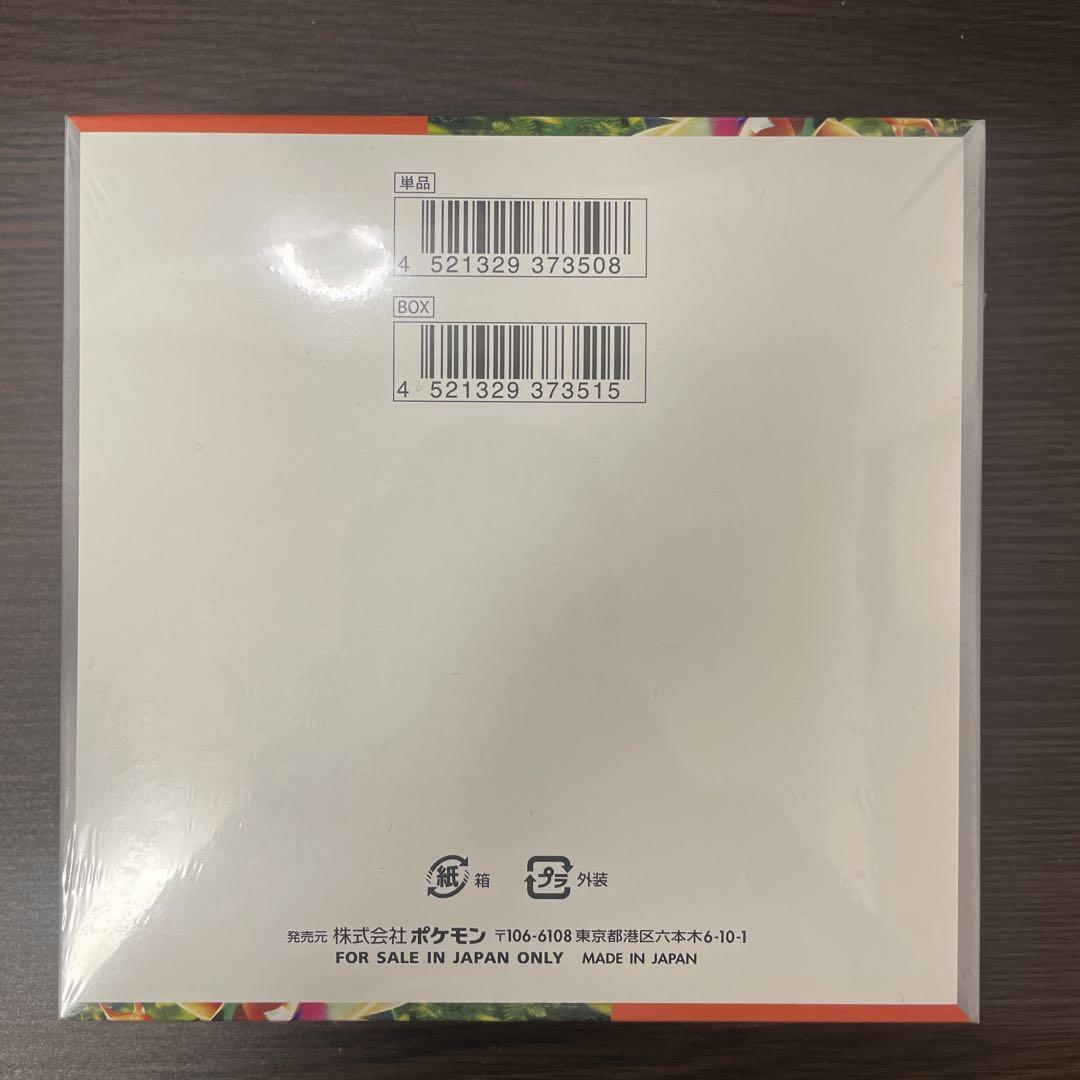 単品
4 521329 373508
BOX
4 521329 373515
紙 箱 プラ 外装
発売元 株式会社 ポケモン 〒106-6108 東京都港区六本木6-10-1
FOR SALE IN JAPAN ONLY MADE IN JAPAN